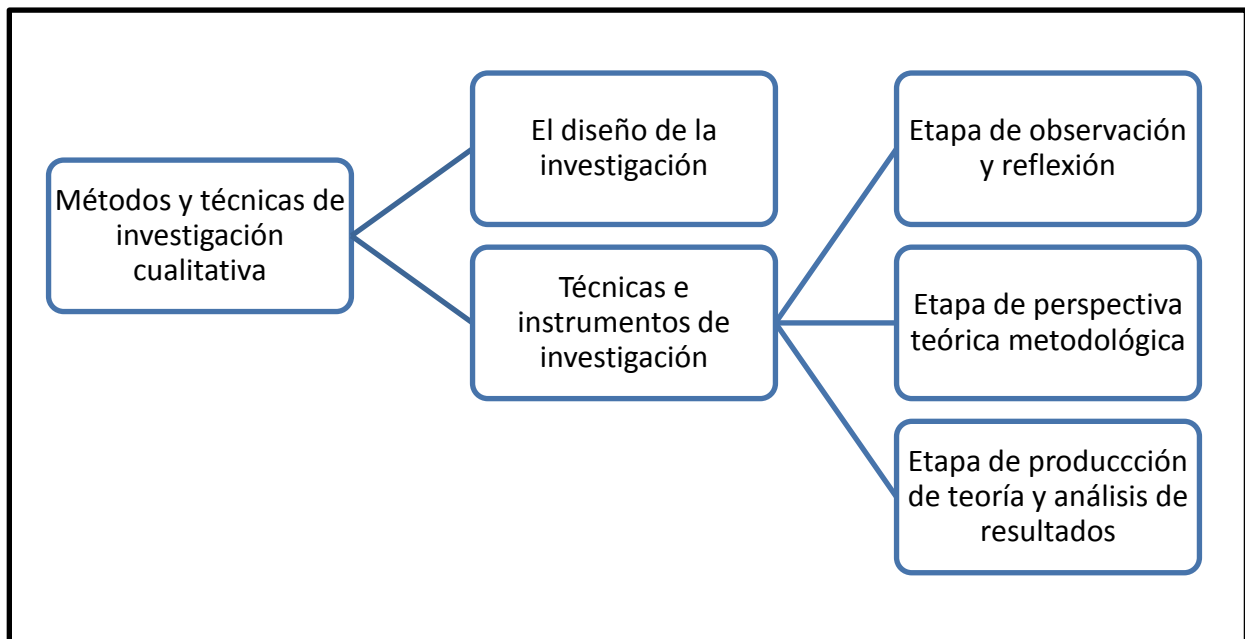 Métodos y técnicas de
investigación
cualitativa
El diseño de la
investigación
Técnicas e
instrumentos de
investigación
Etapa de observación
y reflexión
Etapa de perspectiva
teórica metodológica
Etapa de produccción
de teoría y análisis de
resultados